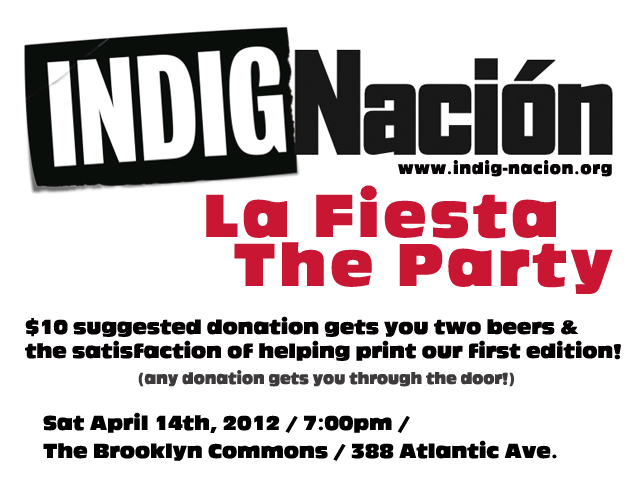 INDIGNación
www.indig-nacion.org
La Fiesta
The Party
$10 suggested donation gets you two beers &
the satisfaction of helping print our first edition!
(any donation gets you through the door!)
Sat April 14th, 2012 / 7:00pm /
The Brooklyn Commons / 388 Atlantic Ave.